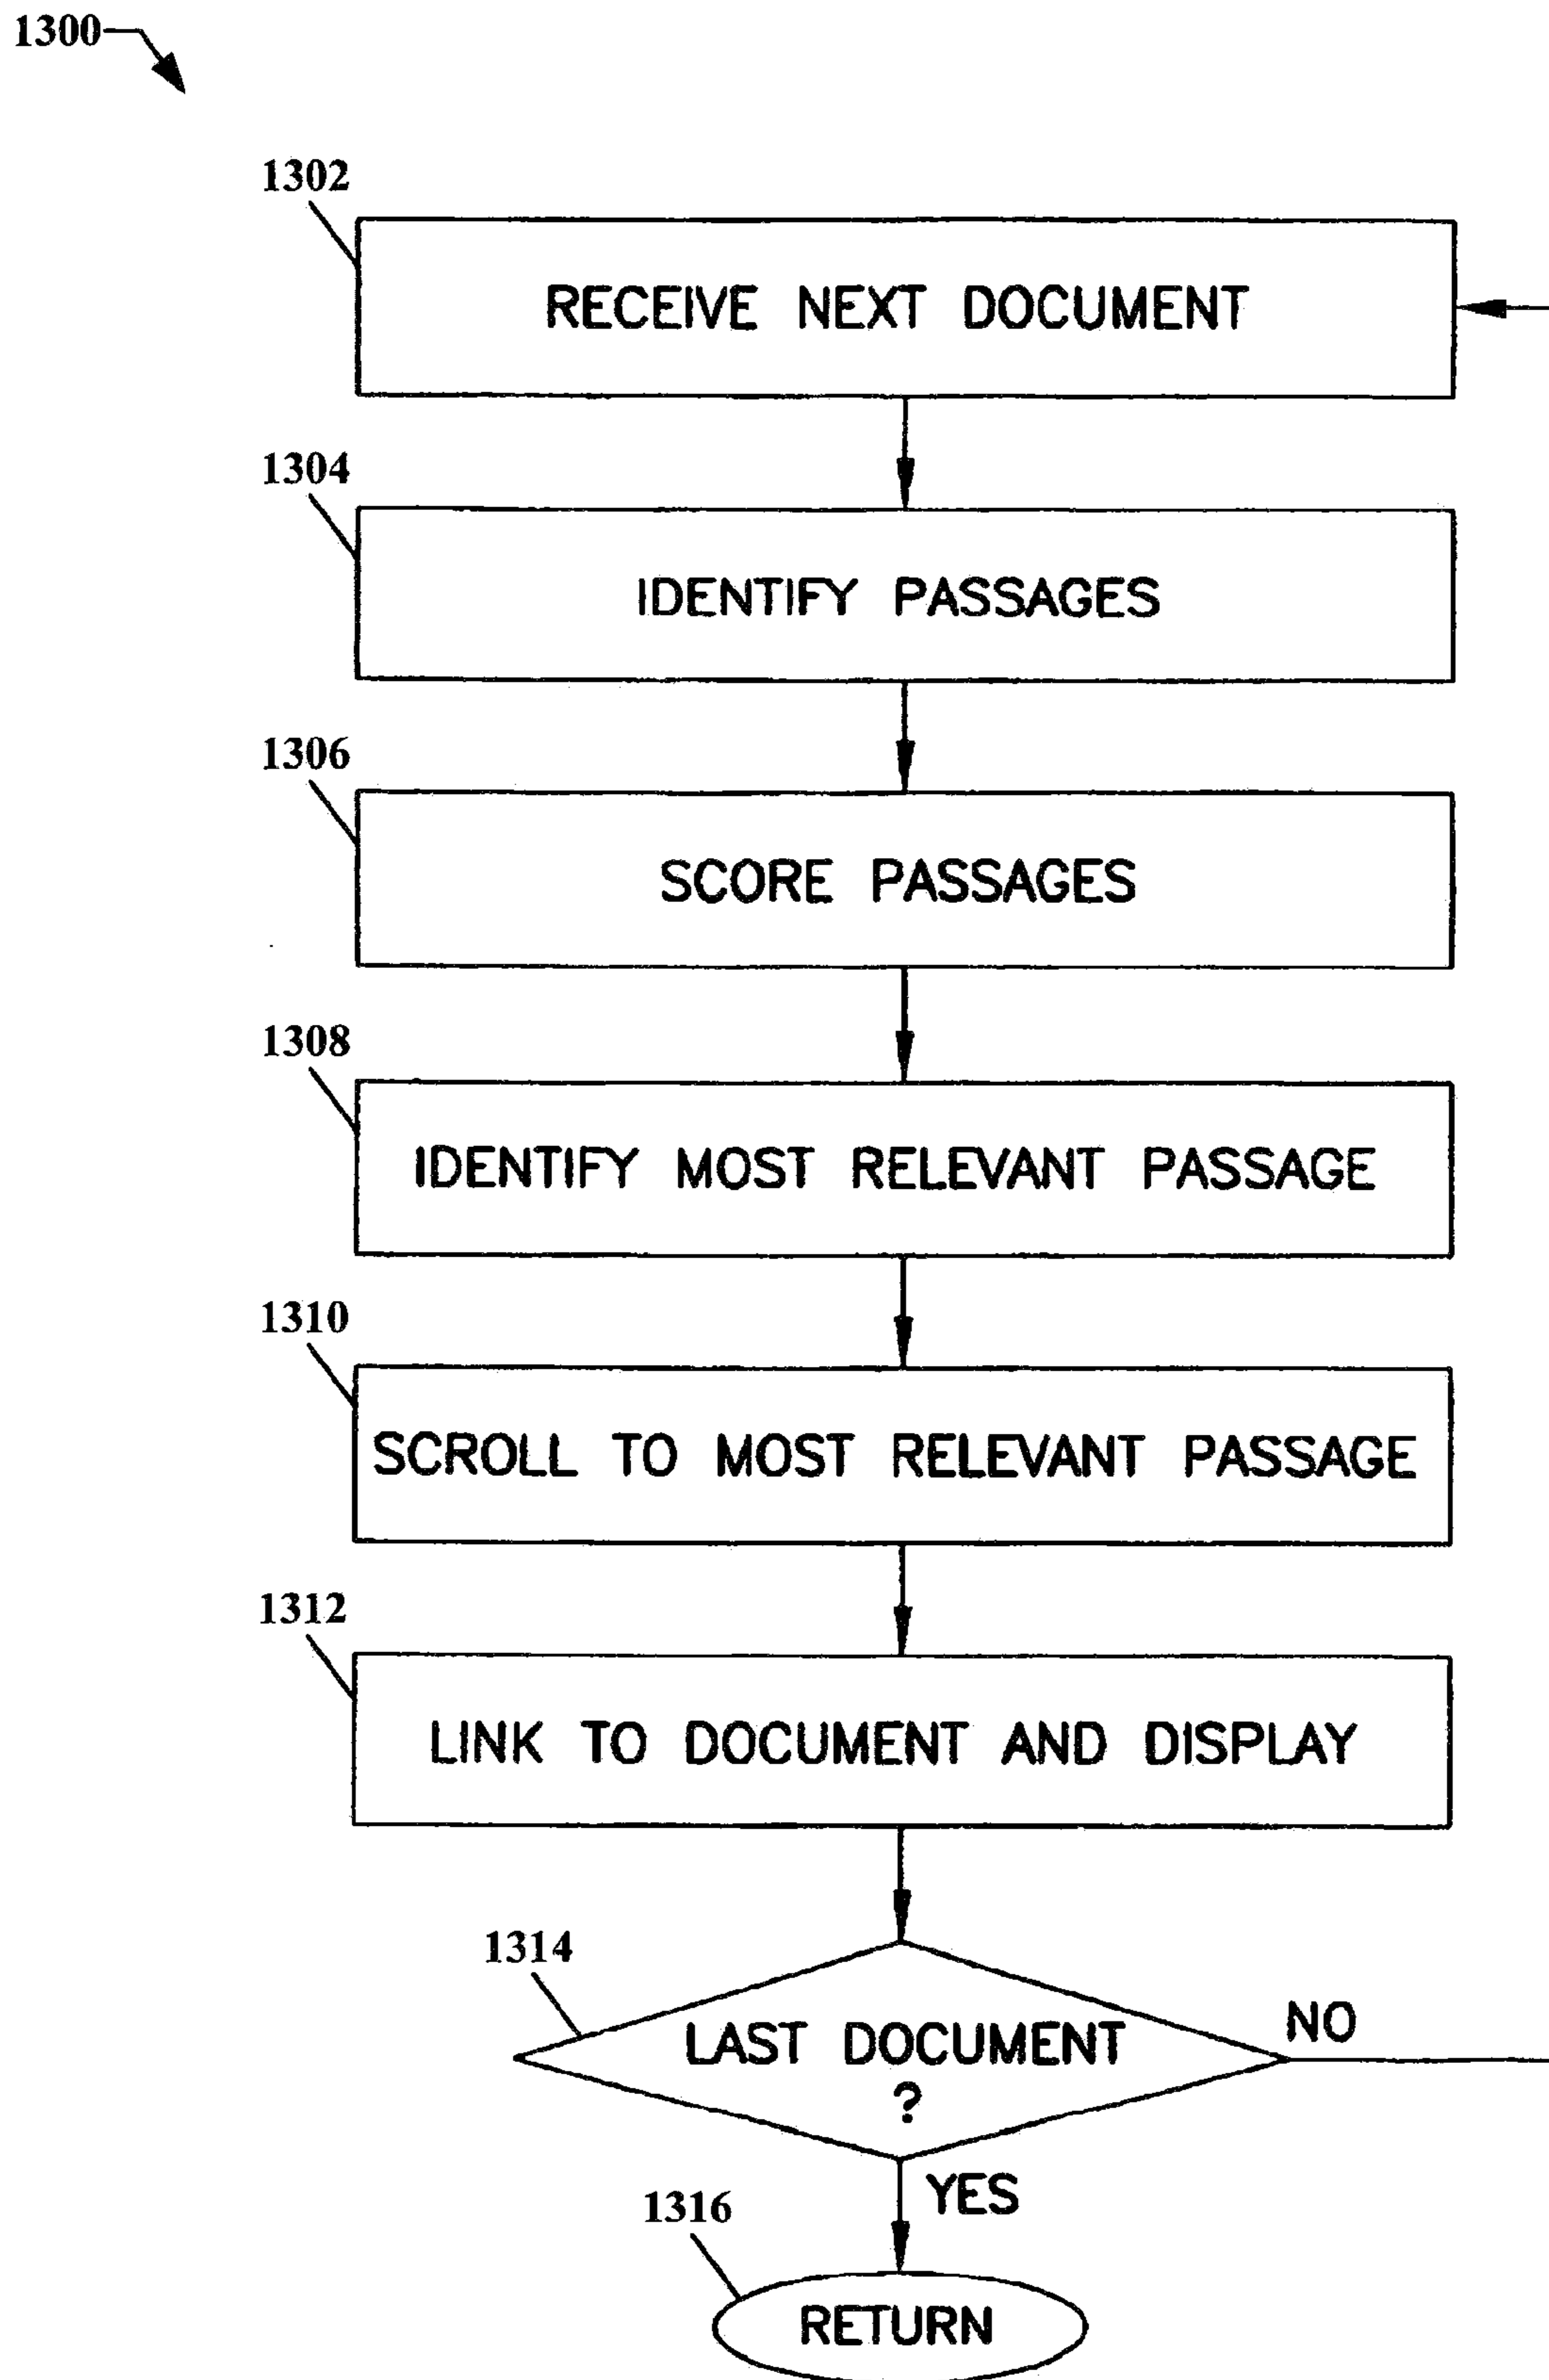 1300
1302
RECEIVE NEXT DOCUMENT
1304
IDENTIFY PASSAGES
1306
SCORE PASSAGES
1308
IDENTIFY MOST RELEVANT PASSAGE
1310
SCROLL TO MOST RELEVANT PASSAGE
1312
LINK TO DOCUMENT AND DISPLAY
1314
LAST DOCUMENT
?
NO
YES
1316
RETURN